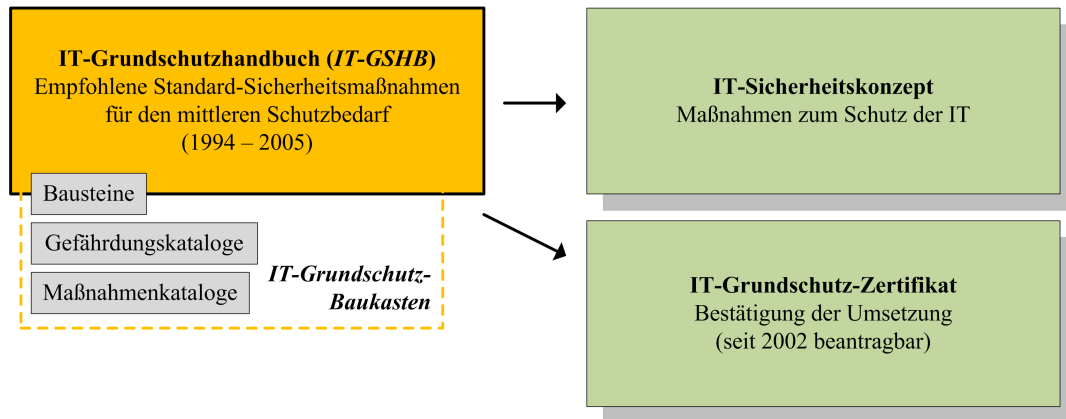 IT-Grundschutzhandbuch (IT-GSHB)
Empfohlene Standard-Sicherheitsmaßnahmen
für den mittleren Schutzbedarf
(1994 – 2005)
Bausteine
Gefährdungskataloge
Maßnahmenkataloge
IT-Grundschutz-
Baukasten
IT-Sicherheitskonzept
Maßnahmen zum Schutz der IT
IT-Grundschutz-Zertifikat
Bestätigung der Umsetzung
(seit 2002 beantragbar)